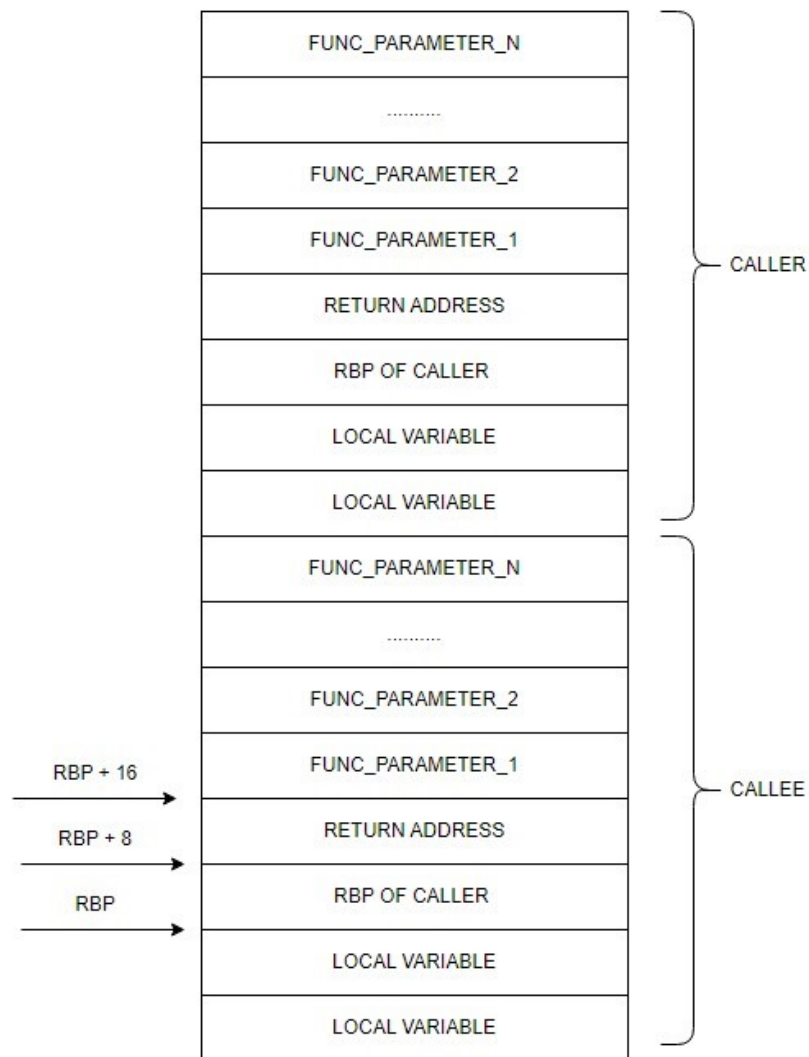 FUNC_PARAMETER_N
..........
FUNC_PARAMETER_2
FUNC_PARAMETER_1
RETURN ADDRESS
RBP OF CALLER
LOCAL VARIABLE
LOCAL VARIABLE
CALLER
FUNC_PARAMETER_N
..........
FUNC_PARAMETER_2
FUNC_PARAMETER_1
RETURN ADDRESS
RBP OF CALLER
LOCAL VARIABLE
LOCAL VARIABLE
CALLEE
RBP + 16
RBP + 8
RBP